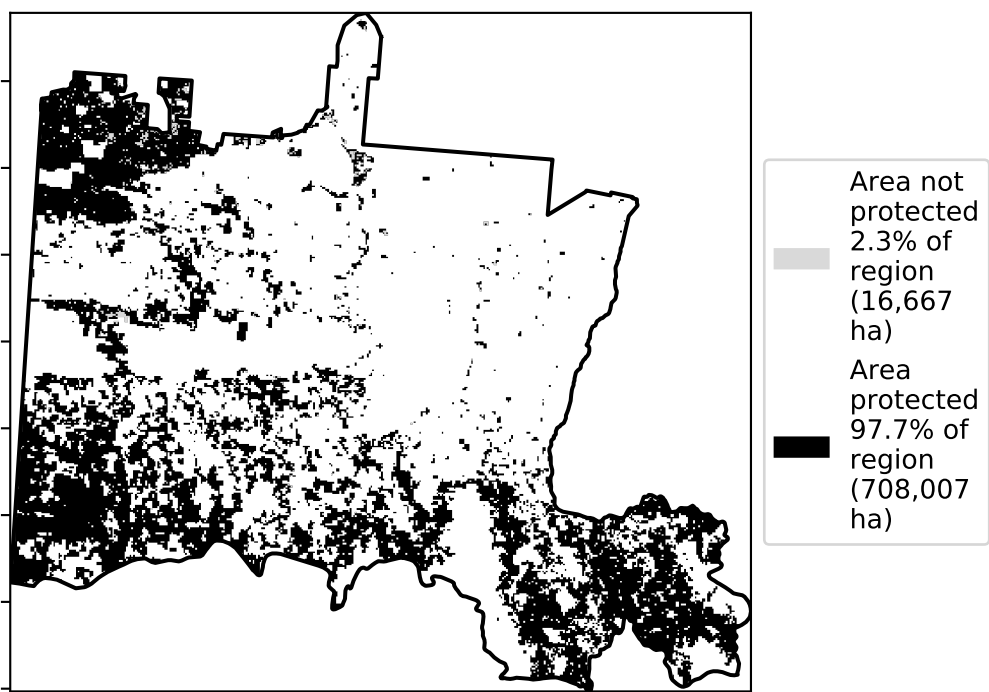 Area not
protected
2.3% of
region
(16,667
ha)
Area
protected
97.7% of
region
(708,007
ha)